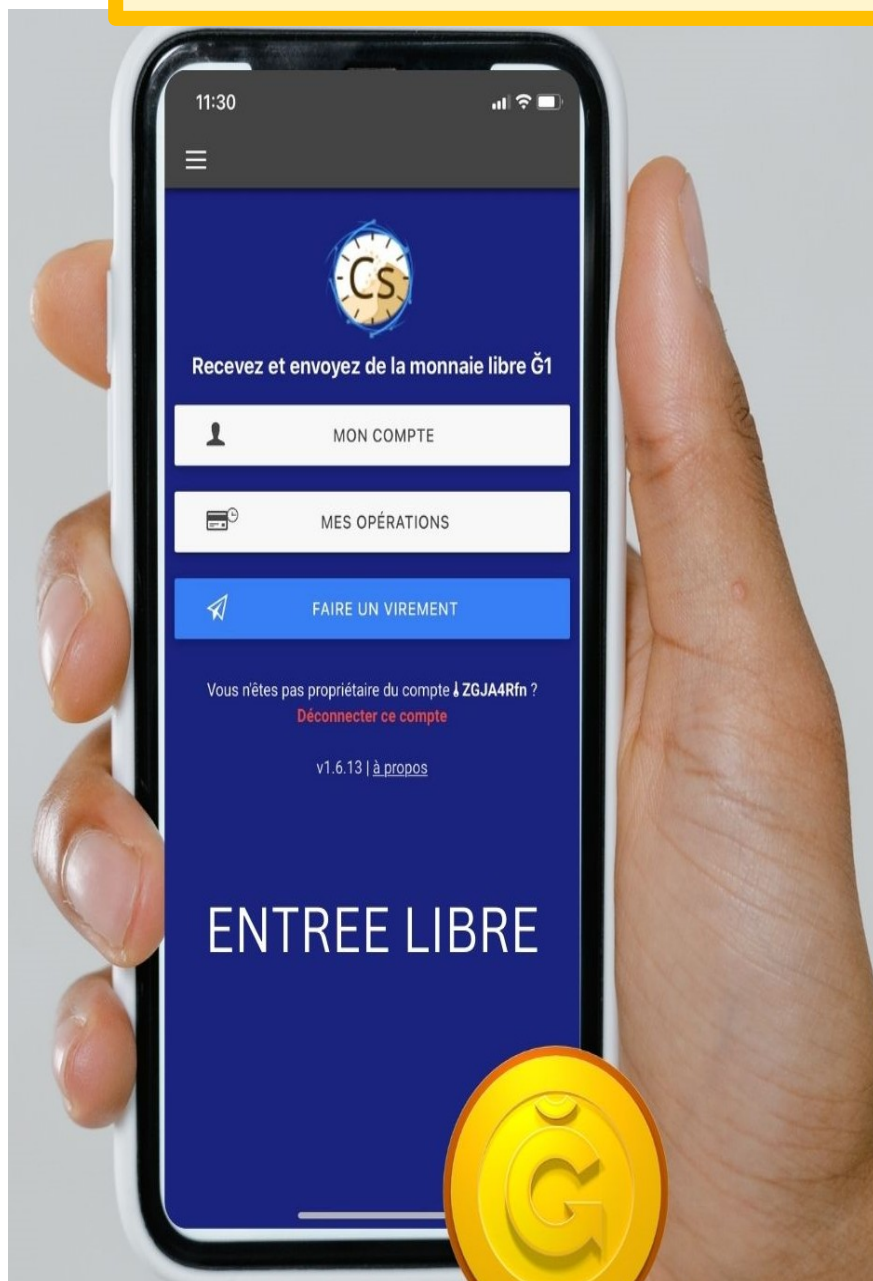 11:30
Cs
Recevez et envoyez de la monnaie libre Ğ1
MON COMPTE
MES OPÉRATIONS
FAIRE UN VIREMENT
Vous n'êtes pas propriétaire du compte ZGJA4Rfn ?
Déconnecter ce compte
v1.6.13 | à propos
ENTREE LIBRE
Ğ